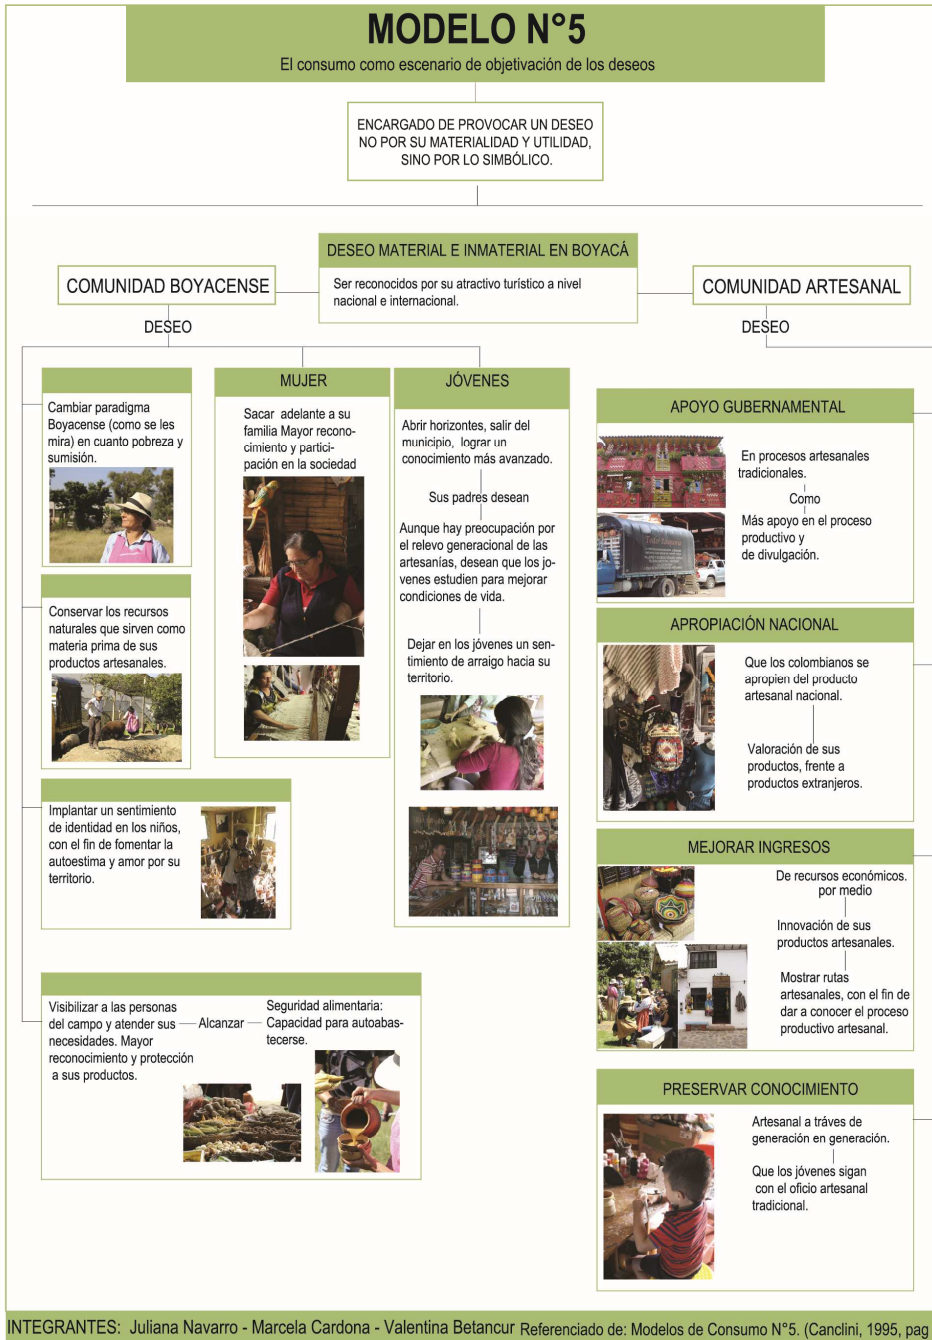 MODELO N°5
El consumo como escenario de objetivación de los deseos
ENCARGADO DE PROVOCAR UN DESEO
NO POR SU MATERIALIDAD Y UTILIDAD,
SINO POR LO SIMBÓLICO.
DESEO MATERIAL E INMATERIAL EN BOYACÁ
Ser reconocidos por su atractivo turístico a nivel
nacional e internacional.
COMUNIDAD BOYACENSE
DESEO
Cambiar paradigma
Boyacense (como se les
mira) en cuanto pobreza y
sumisión.
Conservar los recursos
naturales que sirven como
materia prima de sus
productos artesanales.
Implantar un sentimiento
de identidad en los niños,
con el fin de fomentar la
autoestima y amor por su
territorio.
Visibilizar a las personas
del campo y atender sus
necesidades. Mayor
reconocimiento y protección
a sus productos.
Alcanzar
Seguridad alimentaria:
Capacidad para autoabas-
tecerse.
MUJER
Sacar adelante a su
familia Mayor recono-
cimiento y partici-
pación en la sociedad
JÓVENES
Abrir horizontes, salir del
municipio, lograr un
conocimiento más avanzado.
Sus padres desean
Aunque hay preocupación por
el relevo generacional de las
artesanías, desean que los jo-
venes estudien para mejorar
condiciones de vida.
Dejar en los jóvenes un sen-
timiento de arraigo hacia su
territorio.
COMUNIDAD ARTESANAL
DESEO
APOYO GUBERNAMENTAL
En procesos artesanales
tradicionales.
Como
Más apoyo en el proceso
productivo y
de divulgación.
APROPIACIÓN NACIONAL
Que los colombianos se
apropien del producto
artesanal nacional.
Valoración de sus
productos, frente a
productos extranjeros.
MEJORAR INGRESOS
De recursos económicos.
por medio
Innovación de sus
productos artesanales.
Mostrar rutas
artesanales, con el fin de
dar a conocer el proceso
productivo artesanal.
PRESERVAR CONOCIMIENTO
Artesanal a tráves de
generación en generación.
Que los jóvenes sigan
con el oficio artesanal
tradicional.
INTEGRANTES: Juliana Navarro - Marcela Cardona - Valentina Betancur Referenciado de: Modelos de Consumo N°5. (Canclini, 1995, pag